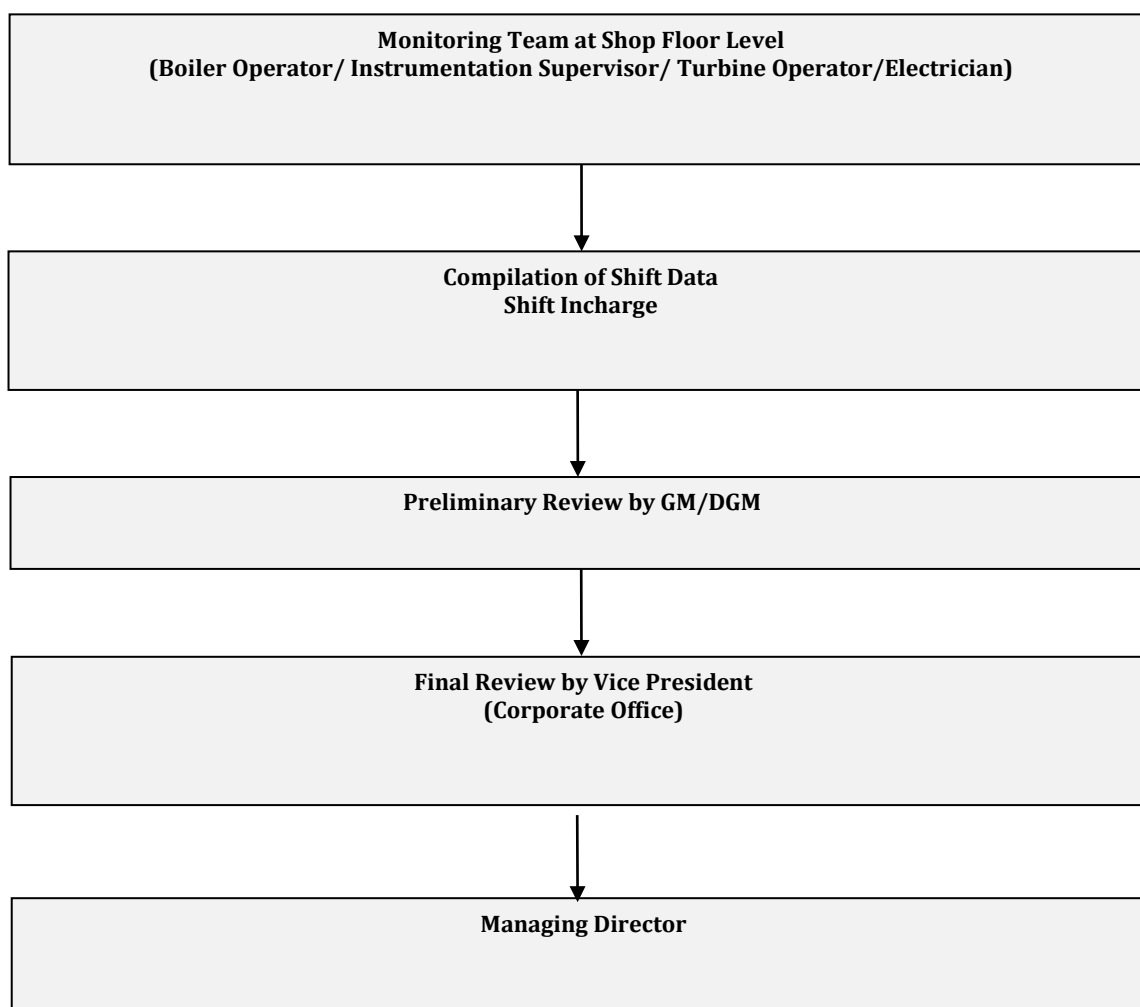 Monitoring Team at Shop Floor Level
(Boiler Operator/ Instrumentation Supervisor/ Turbine Operator/Electrician)
Compilation of Shift Data
Shift Incharge
Preliminary Review by GM/DGM
Final Review by Vice President
(Corporate Office)
Managing Director